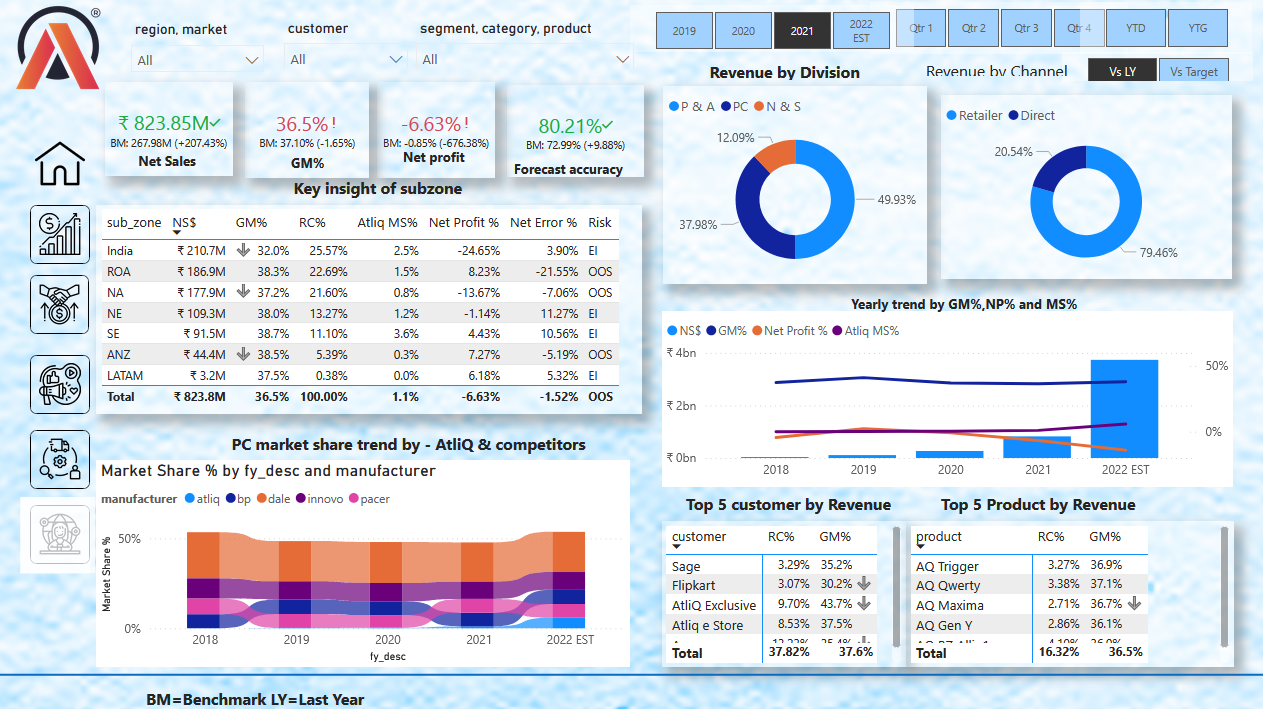 ®
region, market
customer
segment, category, product
All
All
All
2019
2020
2021
2022 EST
Qtr 1
Qtr 2
Qtr 3
Qtr 4
YTD
YTG
Revenue by Division
Revenue by Channel
Vs LY
Vs Target
₹ 823.85M✓
BM: 267.98M (+207.43%)
Net Sales
36.5%!
BM: 37.10% (-1.65%)
GM%
-6.63%!
BM: -0.85% (-676.38%)
Net profit
80.21%✓
BM: 72.99% (+9.88%)
Forecast accuracy
P & A PC N & S
12.09%
49.93%
37.98%
Retailer Direct
20.54%
79.46%
Key insight of subzone
sub_zone NS$ GM% RC% Atliq MS% Net Profit % Net Error % Risk
India ₹ 210.7M 32.0% 25.57% 2.5% -24.65% 3.90% EI
ROA ₹ 186.9M 38.3% 22.69% 1.5% 8.23% -21.55% OOS
NA ₹ 177.9M 37.2% 21.60% 0.8% -13.67% -7.06% OOS
NE ₹ 109.3M 38.0% 13.27% 1.2% -1.14% 11.27% EI
SE ₹ 91.5M 38.7% 11.10% 3.6% 4.43% 10.56% EI
ANZ ₹ 44.4M 38.5% 5.39% 0.3% 7.27% -5.19% OOS
LATAM ₹ 3.2M 37.5% 0.38% 0.0% 6.18% 5.32% EI
Total ₹ 823.8M 36.5% 100.00% 1.1% -6.63% -1.52% OOS
Yearly trend by GM%,NP% and MS%
NS$ GM% Net Profit % Atliq MS%
₹ 4bn
₹ 2bn
₹ 0bn
50%
0%
2018 2019 2020 2021 2022 EST
PC market share trend by - AtliQ & competitors
Market Share % by fy_desc and manufacturer
manufacturer atliq bp dale innovo pacer
Market Share %
50%
0%
2018 2019 2020 2021 2022 EST
fy_desc
Top 5 customer by Revenue
customer RC% GM%
Sage 3.29% 35.2%
Flipkart 3.07% 30.2%
AtliQ Exclusive 9.70% 43.7%
Atliq e Store 8.53% 37.5%
Total 37.82% 37.6%
Top 5 Product by Revenue
product RC% GM%
AQ Trigger 3.27% 36.9%
AQ Qwerty 3.38% 37.1%
AQ Maxima 2.71% 36.7%
AQ Gen Y 2.86% 36.1%
Total 16.32% 36.5%
BM=Benchmark LY=Last Year